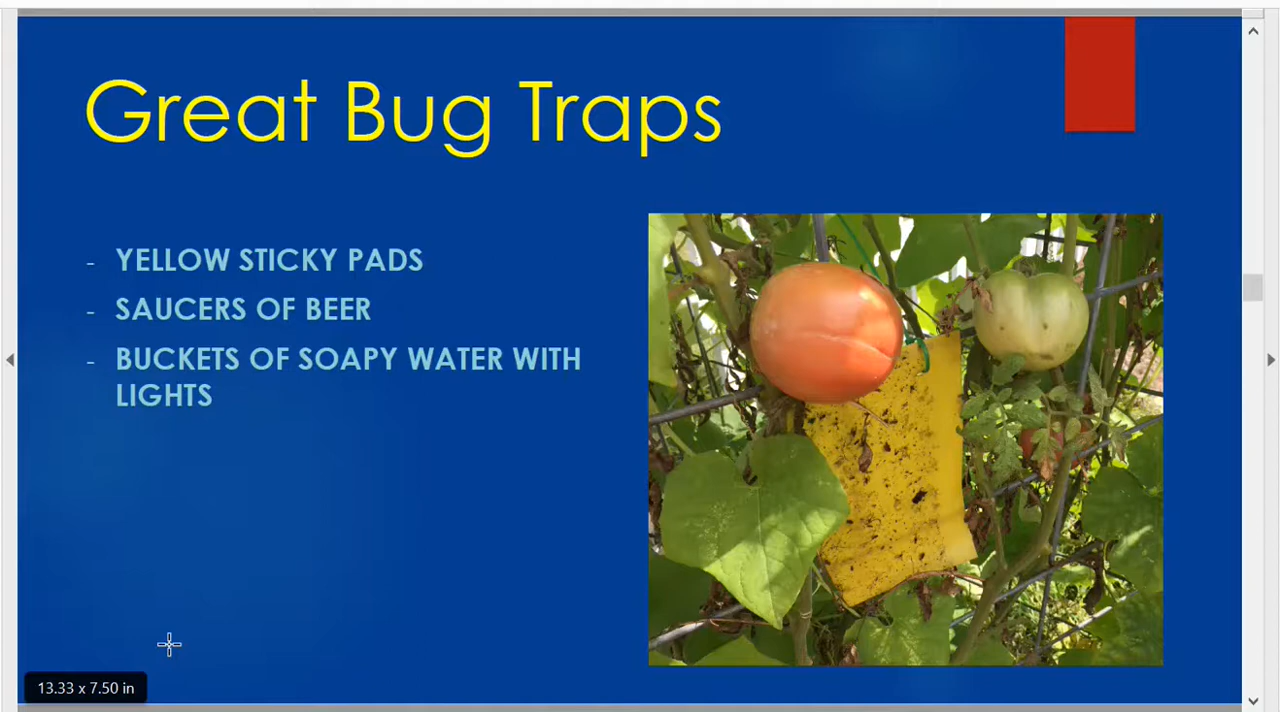 Great Bug Traps
- YELLOW STICKY PADS
- SAUCERS OF BEER
- BUCKETS OF SOAPY WATER WITH
LIGHTS
13.33 x 7.50 in